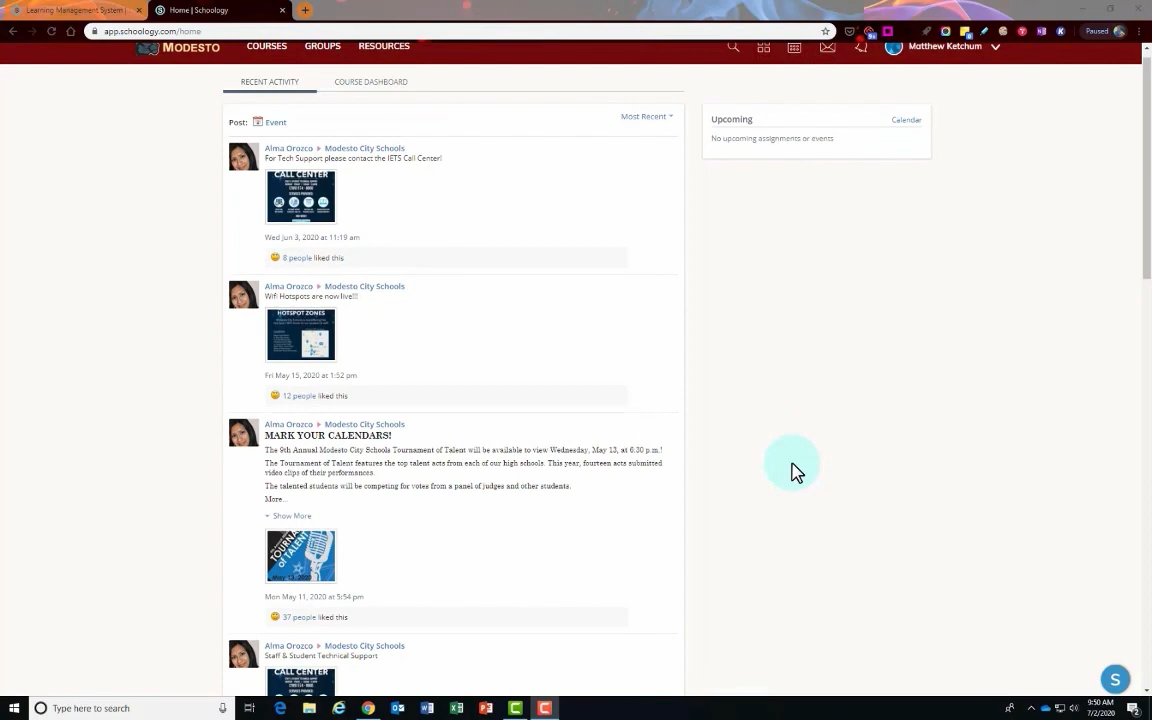 Learning Management System |
Home | Schoology
app.schoology.com/home
Paused
MODESTO
COURSES
GROUPS
RESOURCES
Matthew Ketchum
RECENT ACTIVITY
COURSE DASHBOARD
Post: Event
Most Recent
Upcoming
Calendar
No upcoming assignments or events
Alma Orozco Modesto City Schools
For Tech Support please contact the IETS Call Center!
CALL CENTER
Wed Jun 3, 2020 at 11:19 am
8 people liked this
Alma Orozco Modesto City Schools
Wifi Hotspots are now live!!!
HOTSPOT ZONES
Fri May 15, 2020 at 1:52 pm
12 people liked this
Alma Orozco Modesto City Schools
MARK YOUR CALENDARS!
The 9th Annual Modesto City Schools Tournament of Talent will be available to view Wednesday, May 13, at 6:30 p.m.!
The Tournament of Talent features the top talent acts from each of our high schools. This year, fourteen acts submitted
video clips of their performances.
The talented students will be competing for votes from a panel of judges and other students.
More...
Show More
TOURNAMENT
of TALENT
Mon May 11, 2020 at 5:54 pm
37 people liked this
Alma Orozco Modesto City Schools
Staff & Student Technical Support
CALL CENTER
S
Type here to search
9:50 AM
7/2/2020